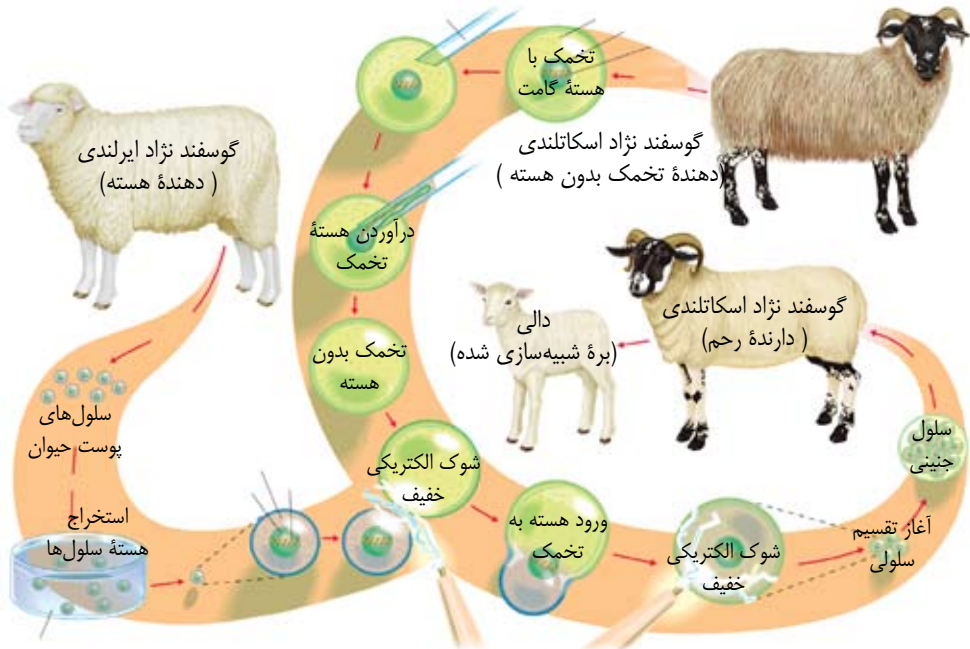 تخمک با
هستهٔ گامت
گوسفند نژاد اسکاتلندی
(دهندهٔ تخمک بدون هسته )
گوسفند نژاد ایرلندی
( دهندهٔ هسته)
درآوردن هستهٔ
تخمک
تخمک بدون
هسته
دالی
(برهٔ شبیه‌سازی شده)
گوسفند نژاد اسکاتلندی
( دارندهٔ رحم)
سلول‌های
پوست حیوان
استخراج
هستهٔ سلول‌ها
شوک الکتریکی
خفیف
ورود هسته به
تخمک
شوک الکتریکی
خفیف
آغاز تقسیم
سلولی
سلول
جنینی